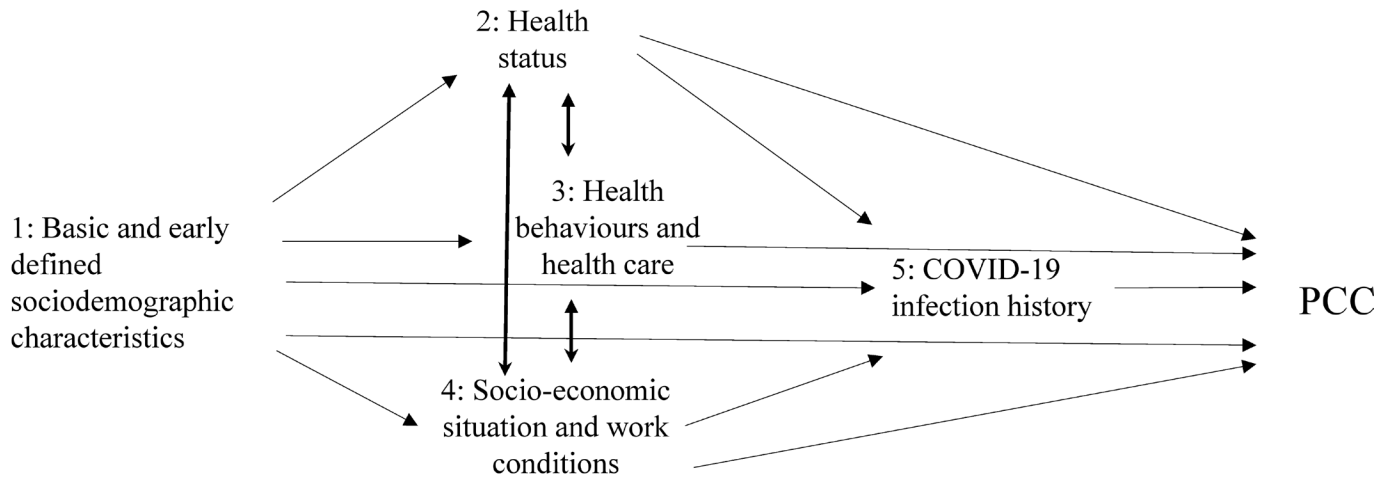 2: Health
status
3: Health
behaviours and
health care
1: Basic and early
defined
sociodemographic
characteristics
5: COVID-19
infection history
PCC
4: Socio-economic
situation and work
conditions